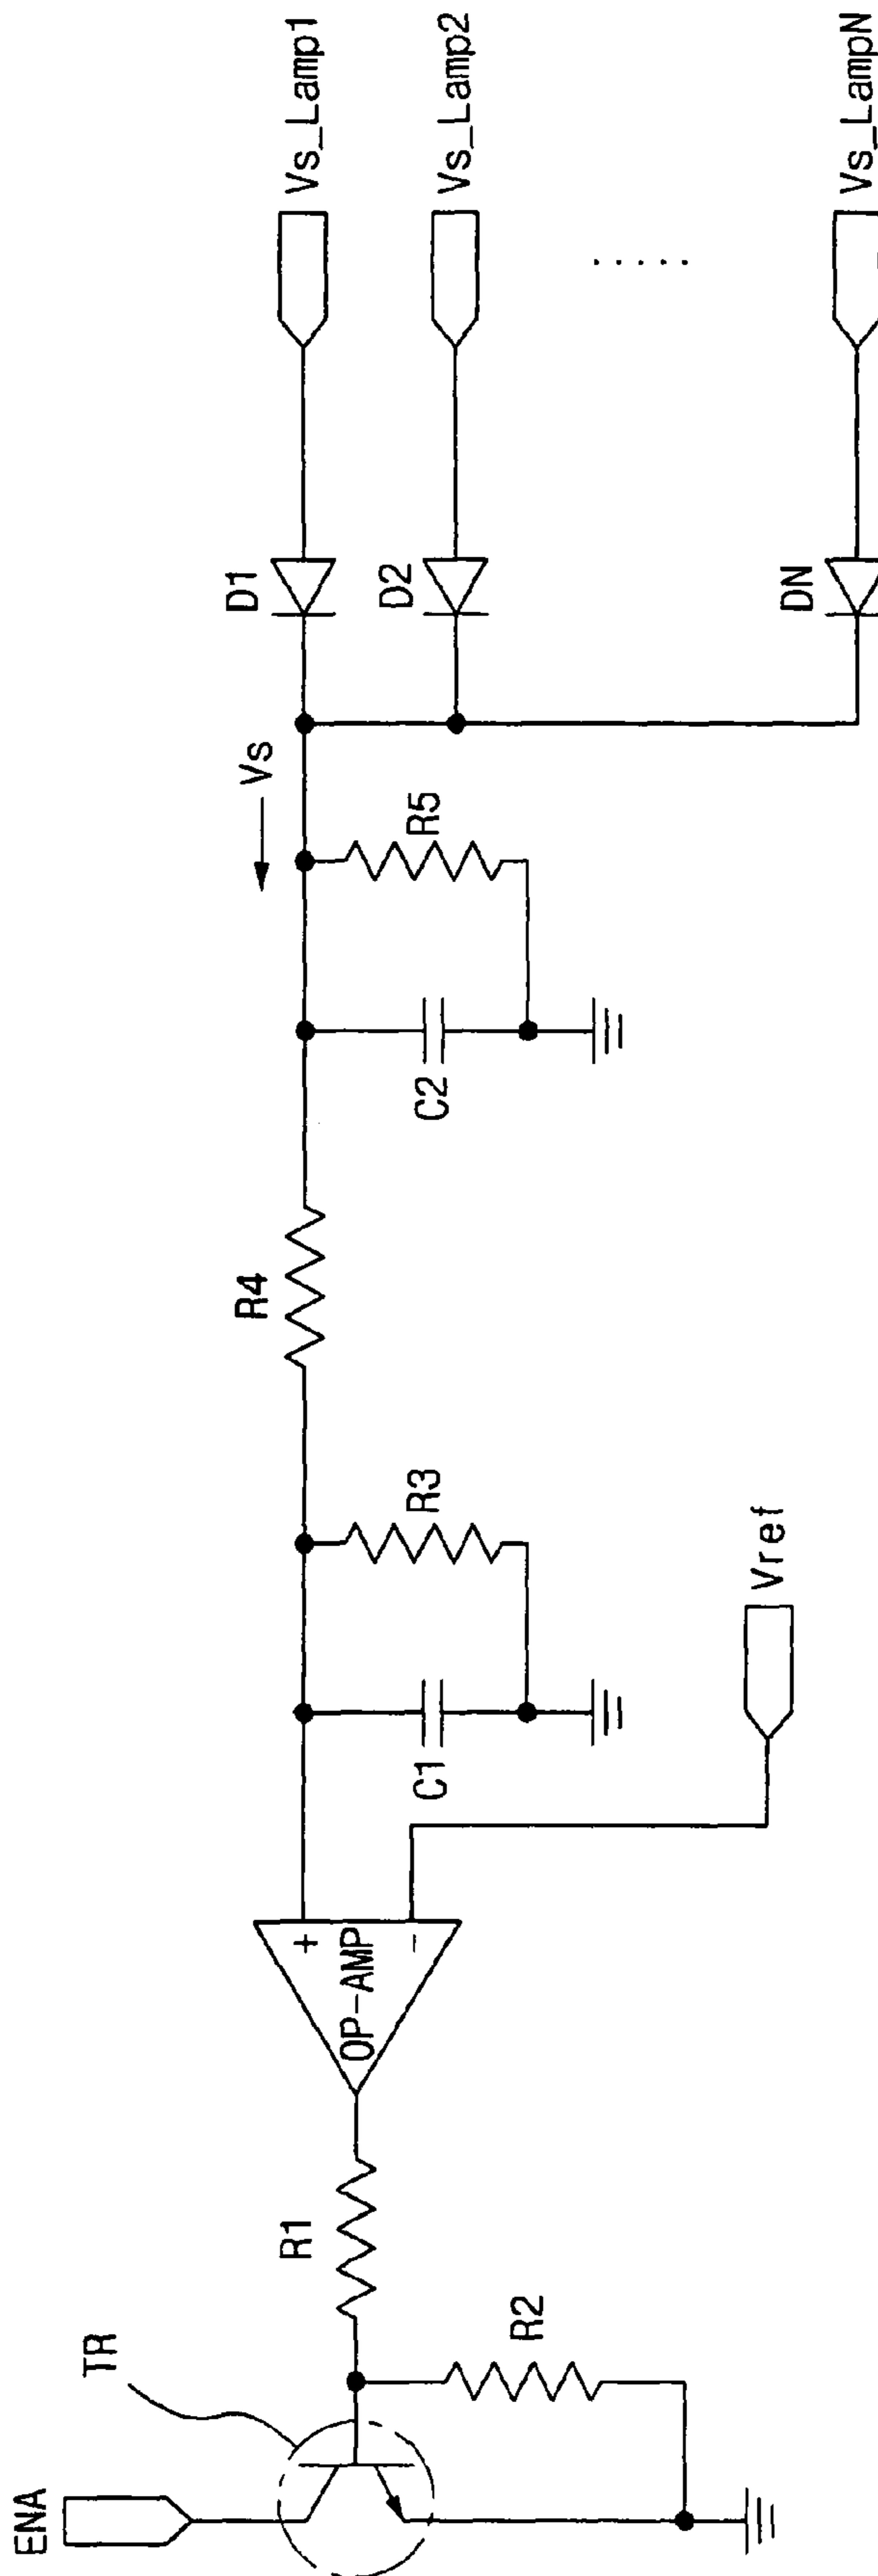 ENA
TR
R1
R2
OP-AMP
+
-
C1
R3
Vref
R4
C2
R5
Vs
D1
D2
DN
Vs_Lamp1
Vs_Lamp2
.....
Vs_LampN